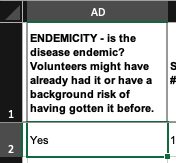 AD
ENDEMICITY - is the
disease endemic?
Volunteers might have
already had it or have a
background risk of
having gotten it before.
S
#
1
Yes
1
2